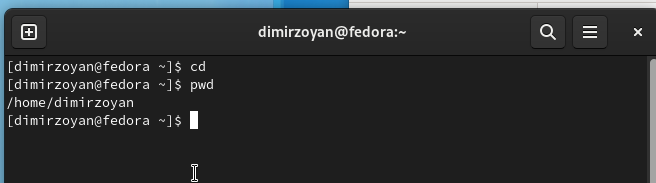 dimirzoyan@fedora:~
[dimirzoyan@fedora ~]$ cd
[dimirzoyan@fedora ~]$ pwd
/home/dimirzoyan
[dimirzoyan@fedora ~]$